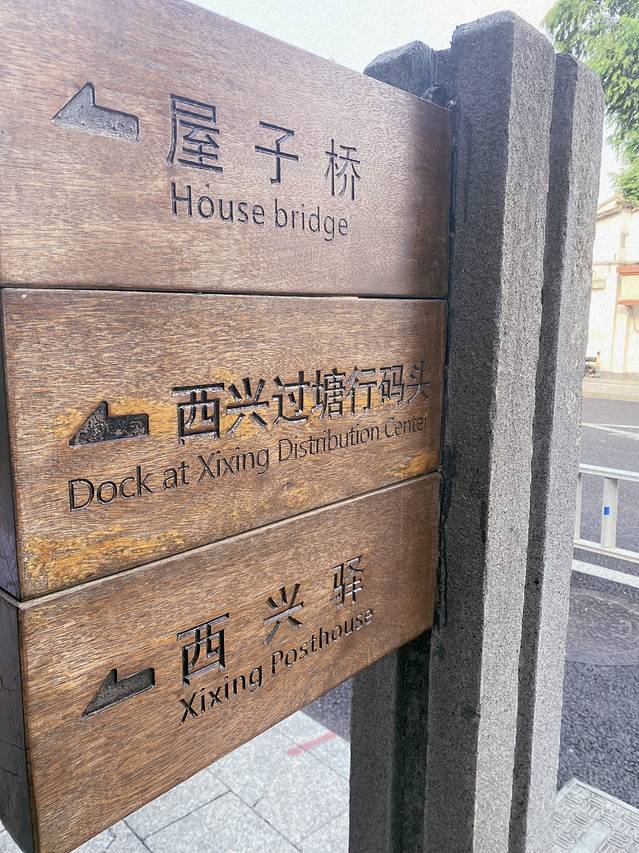 屋子桥
House bridge
西兴过塘行码头
Dock at Xixing Distribution Center
西兴驿
Xixing Posthouse